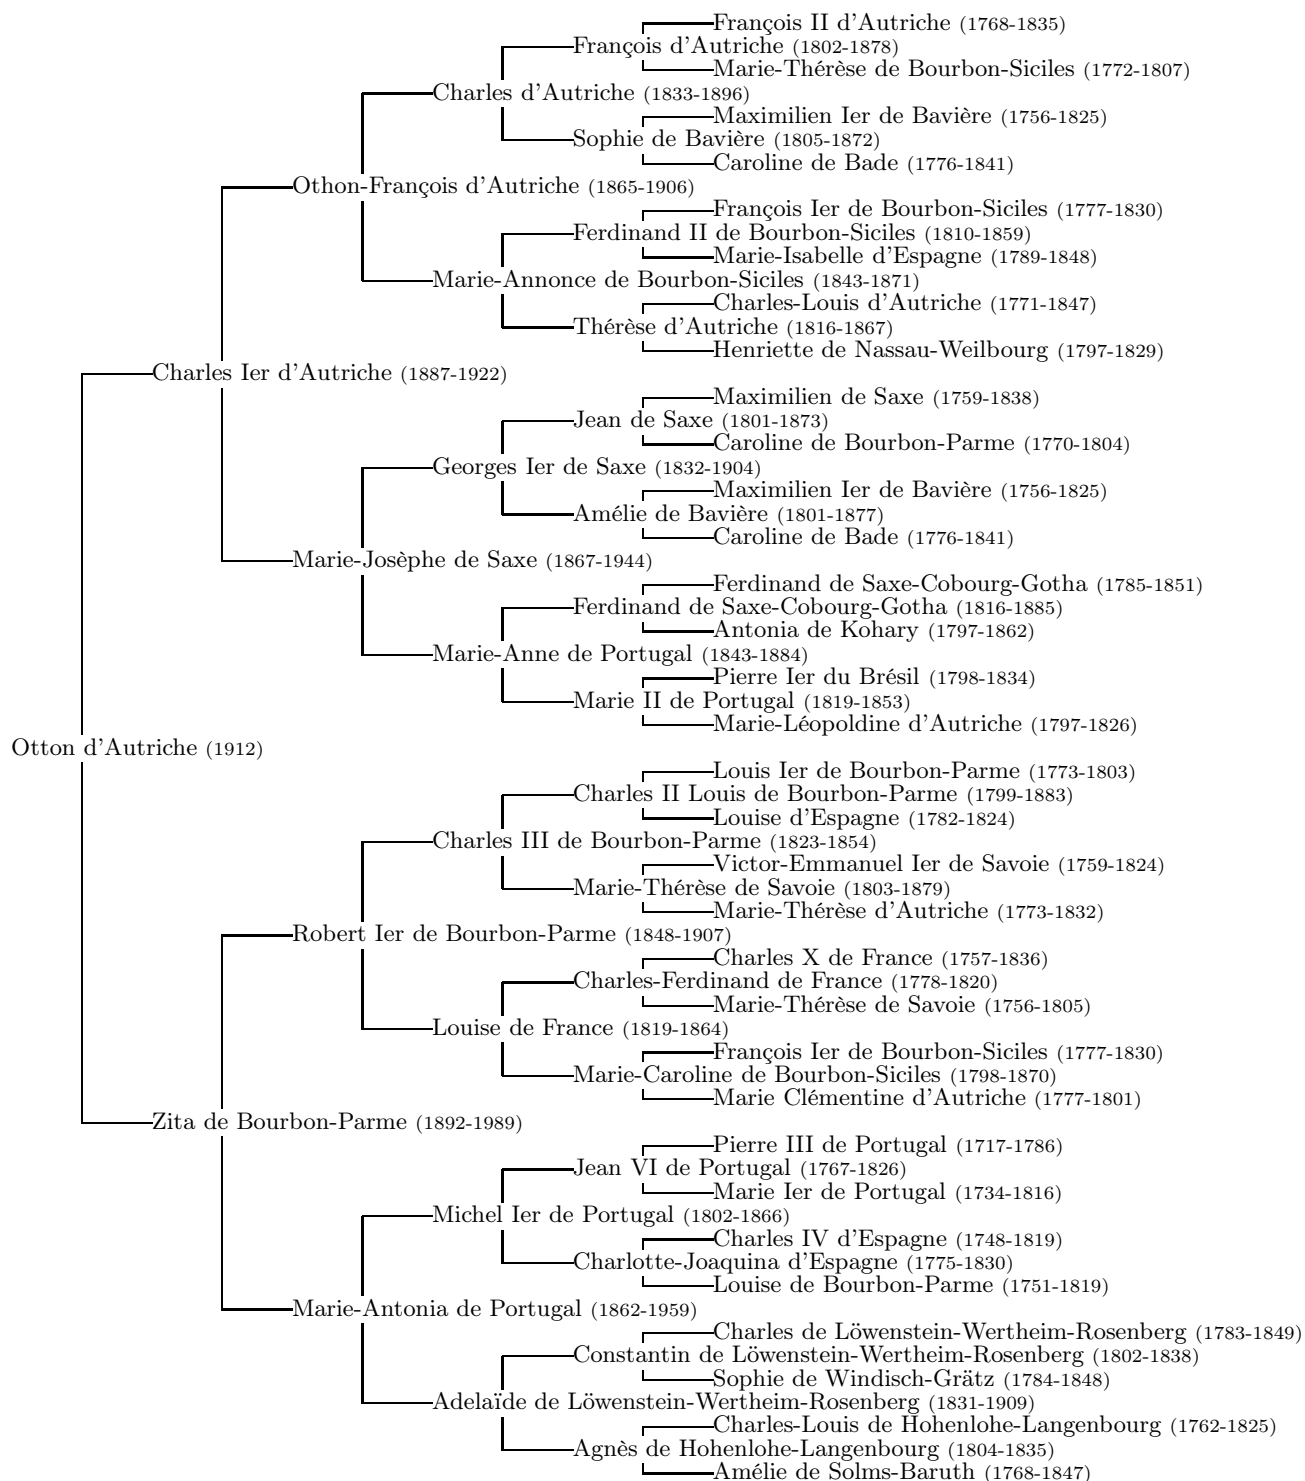 François II d'Autriche (1768-1835)
François d'Autriche (1802-1878)
Marie-Thérèse de Bourbon-Siciles (1772-1807)
Charles d'Autriche (1833-1896)
Maximilien Ier de Bavière (1756-1825)
Sophie de Bavière (1805-1872)
Caroline de Bade (1776-1841)
Othon-François d'Autriche (1865-1906)
François Ier de Bourbon-Siciles (1777-1830)
Ferdinand II de Bourbon-Siciles (1810-1859)
Marie-Isabelle d'Espagne (1789-1848)
Marie-Annonce de Bourbon-Siciles (1843-1871)
Charles-Louis d'Autriche (1771-1847)
Thérèse d'Autriche (1816-1867)
Henriette de Nassau-Weilbourg (1797-1829)
Charles Ier d'Autriche (1887-1922)
Maximilien de Saxe (1759-1838)
Jean de Saxe (1801-1873)
Caroline de Bourbon-Parme (1770-1804)
Georges Ier de Saxe (1832-1904)
Maximilien Ier de Bavière (1756-1825)
Amélie de Bavière (1801-1877)
Caroline de Bade (1776-1841)
Marie-Josèphe de Saxe (1867-1944)
Ferdinand de Saxe-Cobourg-Gotha (1785-1851)
Ferdinand de Saxe-Cobourg-Gotha (1816-1885)
Antonia de Kohary (1797-1862)
Marie-Anne de Portugal (1843-1884)
Pierre Ier du Brésil (1798-1834)
Marie II de Portugal (1819-1853)
Marie-Léopoldine d'Autriche (1797-1826)
Otton d'Autriche (1912)
Louis Ier de Bourbon-Parme (1773-1803)
Charles II Louis de Bourbon-Parme (1799-1883)
Louise d'Espagne (1782-1824)
Charles III de Bourbon-Parme (1823-1854)
Victor-Emmanuel Ier de Savoie (1759-1824)
Marie-Thérèse de Savoie (1803-1879)
Marie-Thérèse d'Autriche (1773-1832)
Robert Ier de Bourbon-Parme (1848-1907)
Charles X de France (1757-1836)
Charles-Ferdinand de France (1778-1820)
Marie-Thérèse de Savoie (1756-1805)
Louise de France (1819-1864)
François Ier de Bourbon-Siciles (1777-1830)
Marie-Caroline de Bourbon-Siciles (1798-1870)
Marie Clémentine d'Autriche (1777-1801)
Zita de Bourbon-Parme (1892-1989)
Pierre III de Portugal (1717-1786)
Jean VI de Portugal (1767-1826)
Marie Ier de Portugal (1734-1816)
Michel Ier de Portugal (1802-1866)
Charles IV d'Espagne (1748-1819)
Charlotte-Joaquina d'Espagne (1775-1830)
Louise de Bourbon-Parme (1751-1819)
Marie-Antonia de Portugal (1862-1959)
Charles de Löwenstein-Wertheim-Rosenberg (1783-1849)
Constantin de Löwenstein-Wertheim-Rosenberg (1802-1838)
Sophie de Windisch-Grätz (1784-1848)
Adelaïde de Löwenstein-Wertheim-Rosenberg (1831-1909)
Charles-Louis de Hohenlohe-Langenbourg (1762-1825)
Agnès de Hohenlohe-Langenbourg (1804-1835)
Amélie de Solms-Baruth (1768-1847)